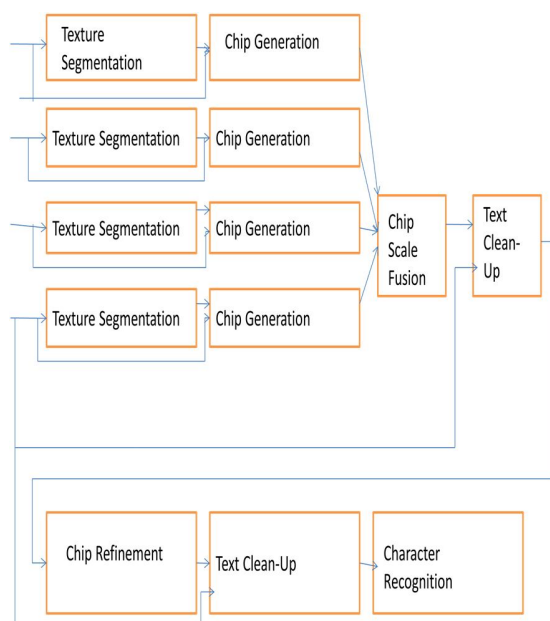 Texture
Segmentation
Chip Generation
Texture Segmentation
Chip Generation
Texture Segmentation
Chip Generation
Texture Segmentation
Chip Generation
Chip
Scale
Fusion
Text
Clean-
Up
Chip Refinement
Text Clean-Up
Character
Recognition